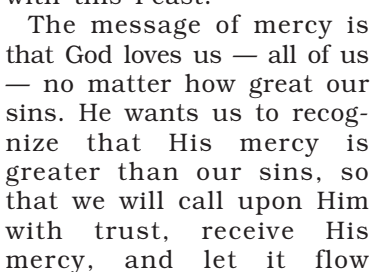 with this Feast.
The message of mercy is
that God loves us — all of us
— no matter how great our
sins. He wants us to recog-
nize that His mercy is
greater than our sins, so
that we will call upon Him
with trust, receive His
mercy, and let it flow